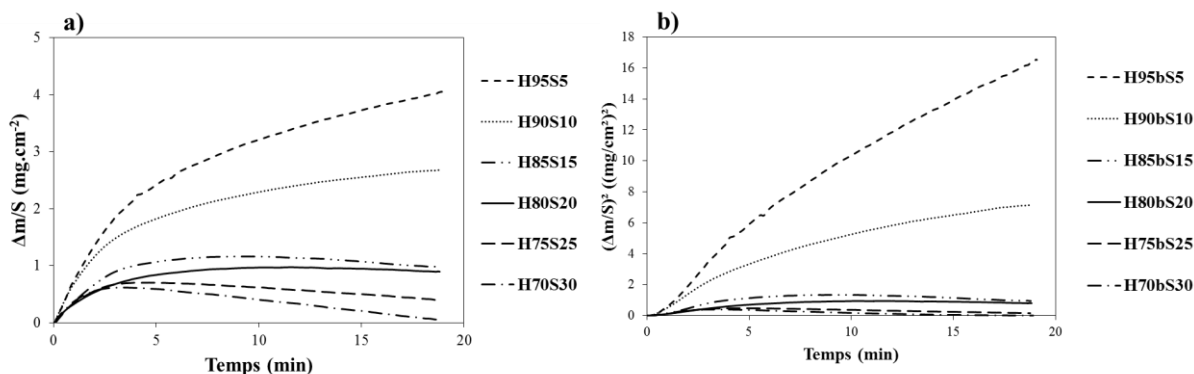 a)
Δm/S (mg.cm⁻²)
5
4
3
2
1
0
0 5 10 15 20
Temps (min)
H95S5
H90S10
H85S15
H80S20
H75S25
H70S30
b)
(Δm/S)² ((mg/cm²)²)
18
16
14
12
10
8
6
4
2
0
0 5 10 15 20
Temps (min)
H95bS5
H90bS10
H85bS15
H80bS20
H75bS25
H70bS30